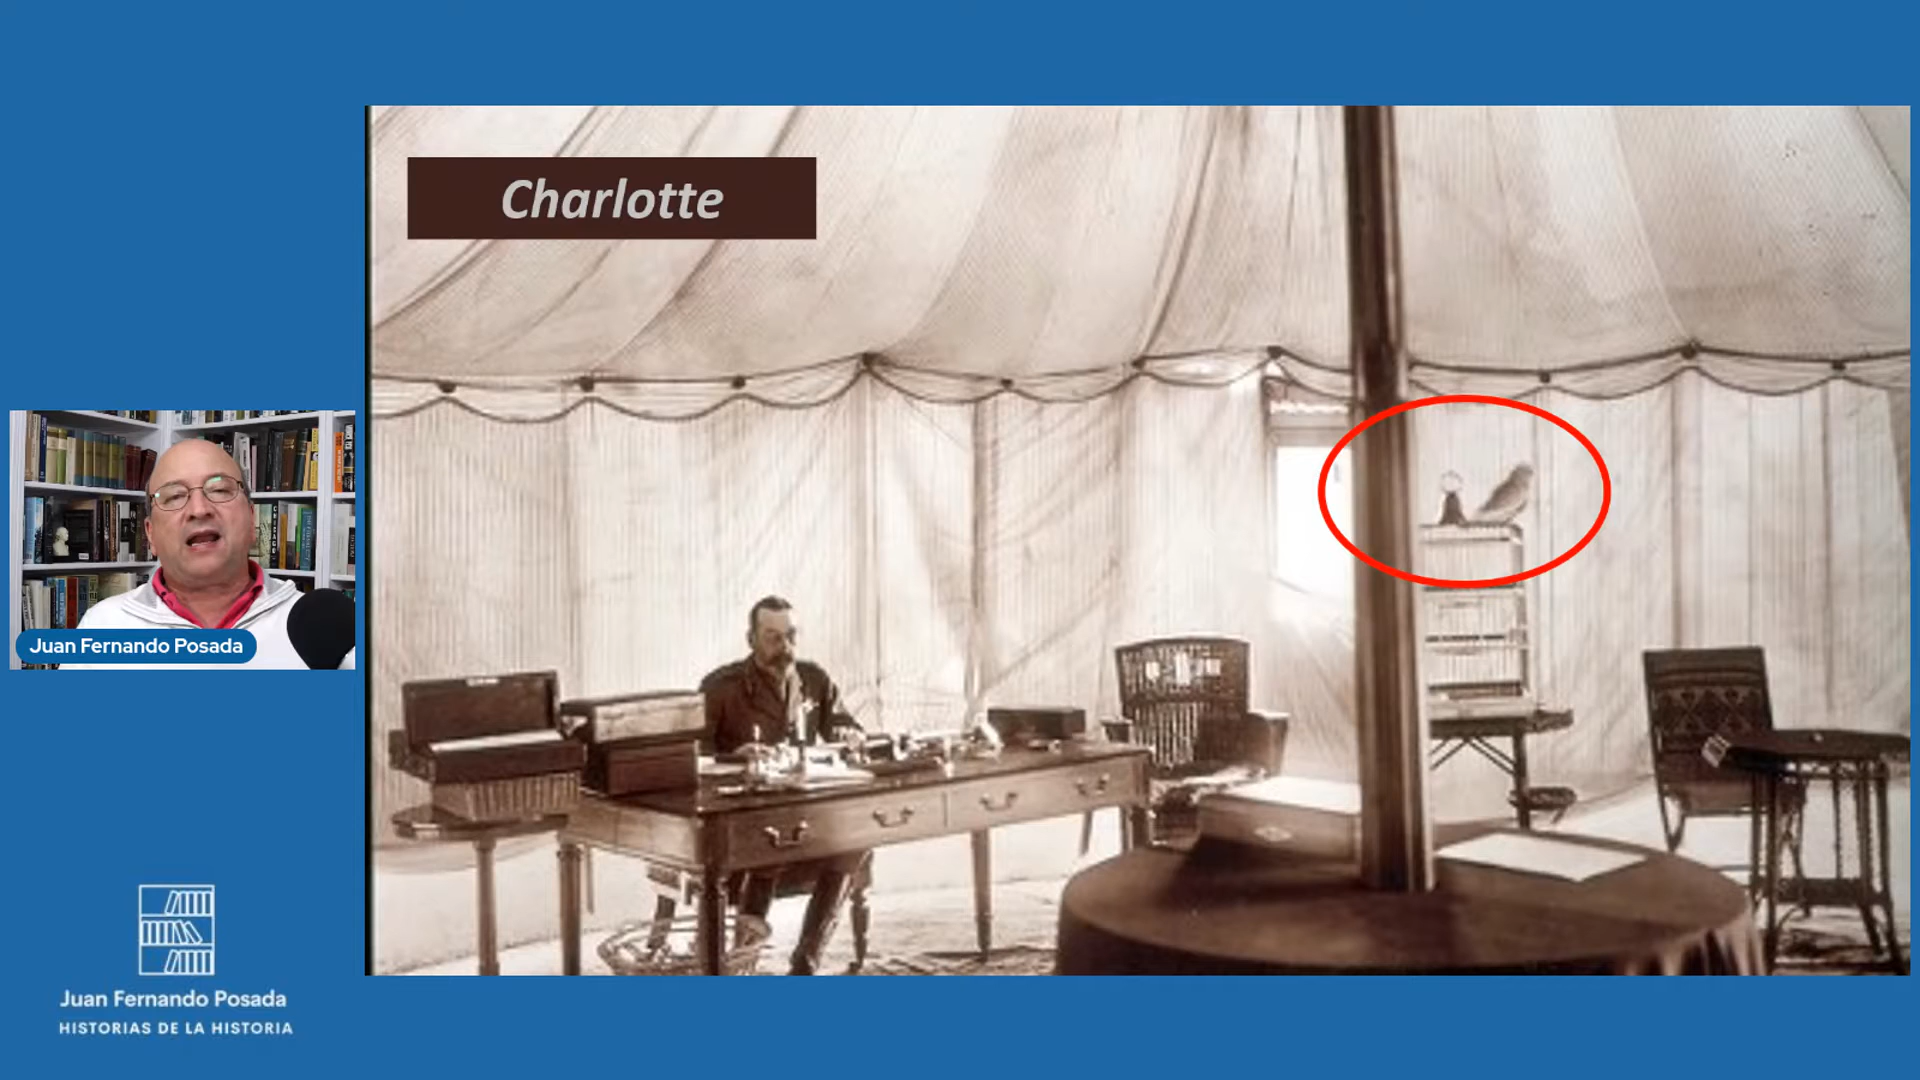 Charlotte
Juan Fernando Posada
Juan Fernando Posada
HISTORIAS DE LA HISTORIA